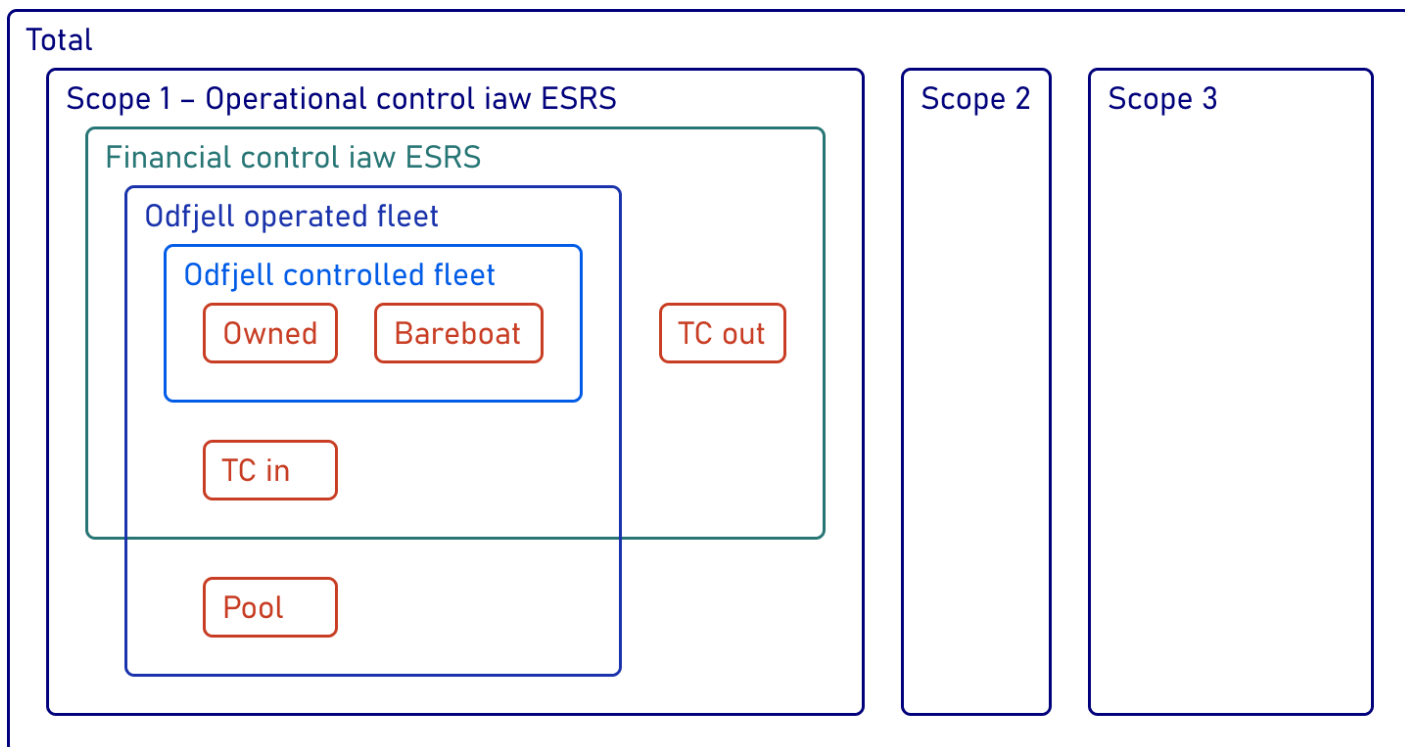 Total
Scope 1 – Operational control iaw ESRS
Scope 2
Scope 3
Financial control iaw ESRS
Odfjell operated fleet
Odfjell controlled fleet
Owned
Bareboat
TC out
TC in
Pool